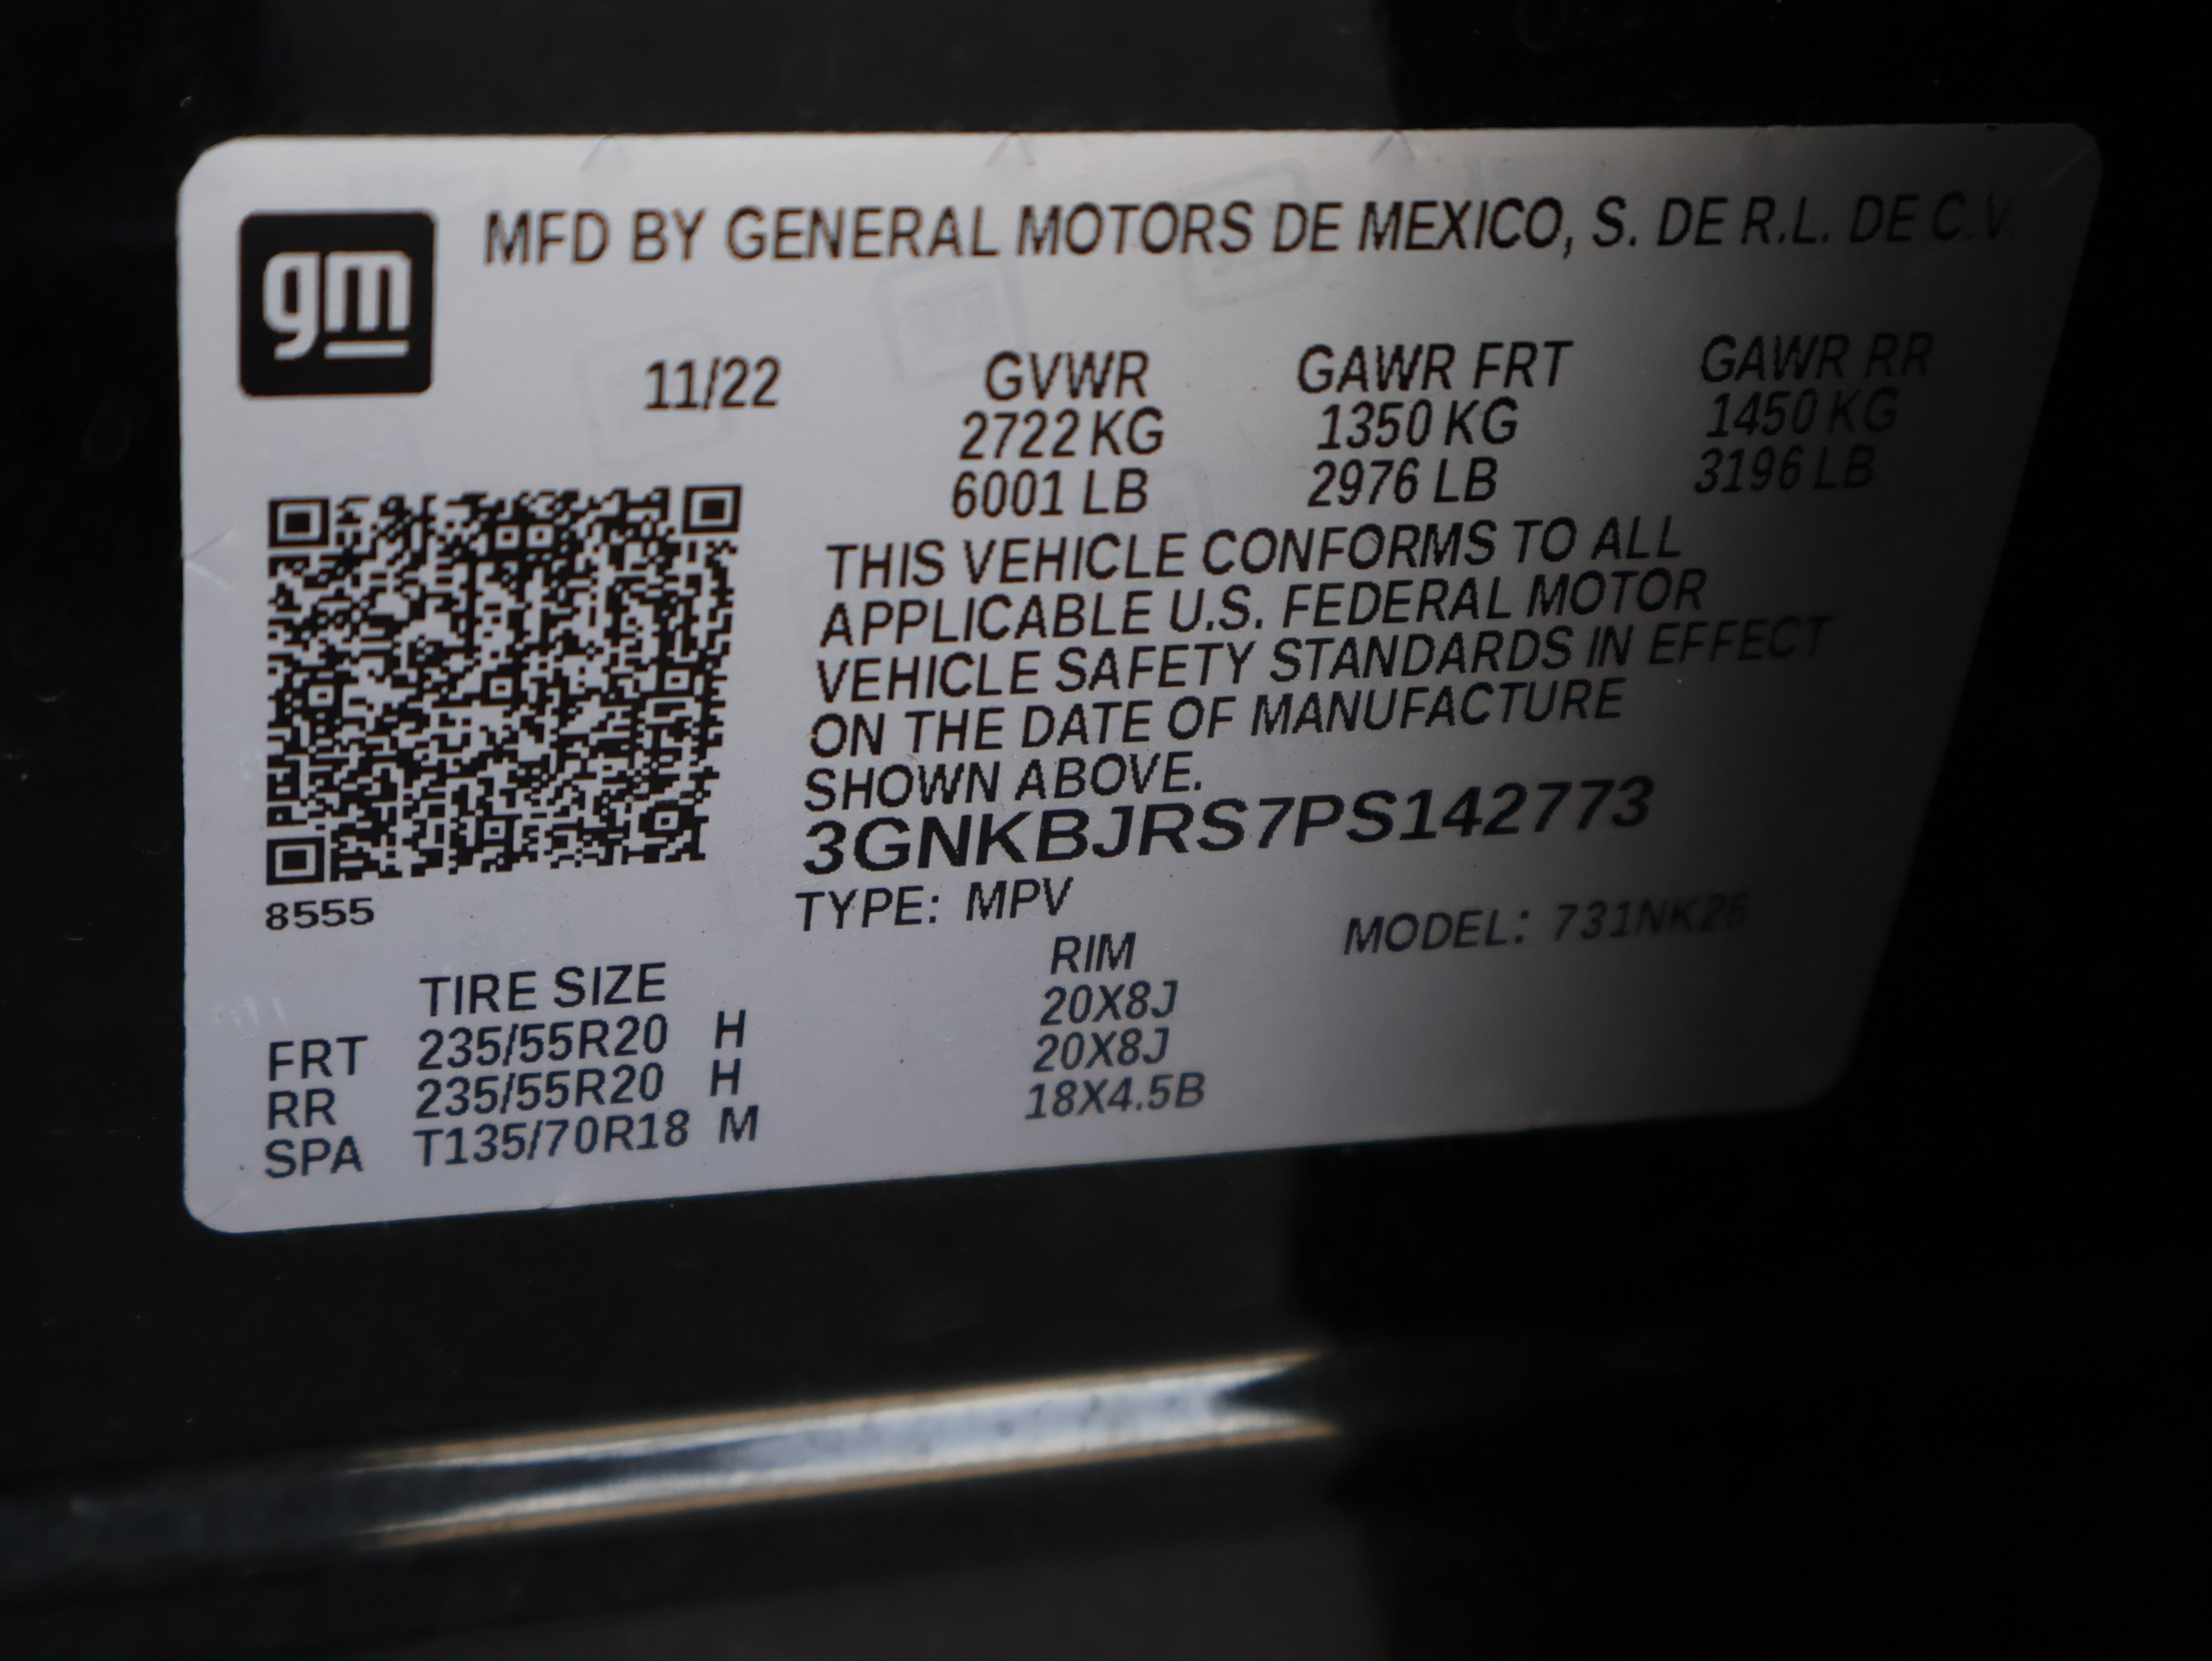 gm
MFD BY GENERAL MOTORS DE MEXICO, S. DE R.L. DE C.V.
11/22 GVWR GAWR FRT GAWR RR
2722 KG 1350 KG 1450 KG
6001 LB 2976 LB 3196 LB
THIS VEHICLE CONFORMS TO ALL
APPLICABLE U.S. FEDERAL MOTOR
VEHICLE SAFETY STANDARDS IN EFFECT
ON THE DATE OF MANUFACTURE
SHOWN ABOVE.
3GNKBJRS7PS142773
8555
TYPE: MPV MODEL: 731NK26
TIRE SIZE RIM
FRT 235/55R20 H 20X8J
RR 235/55R20 H 20X8J
SPA T135/70R18 M 18X4.5B